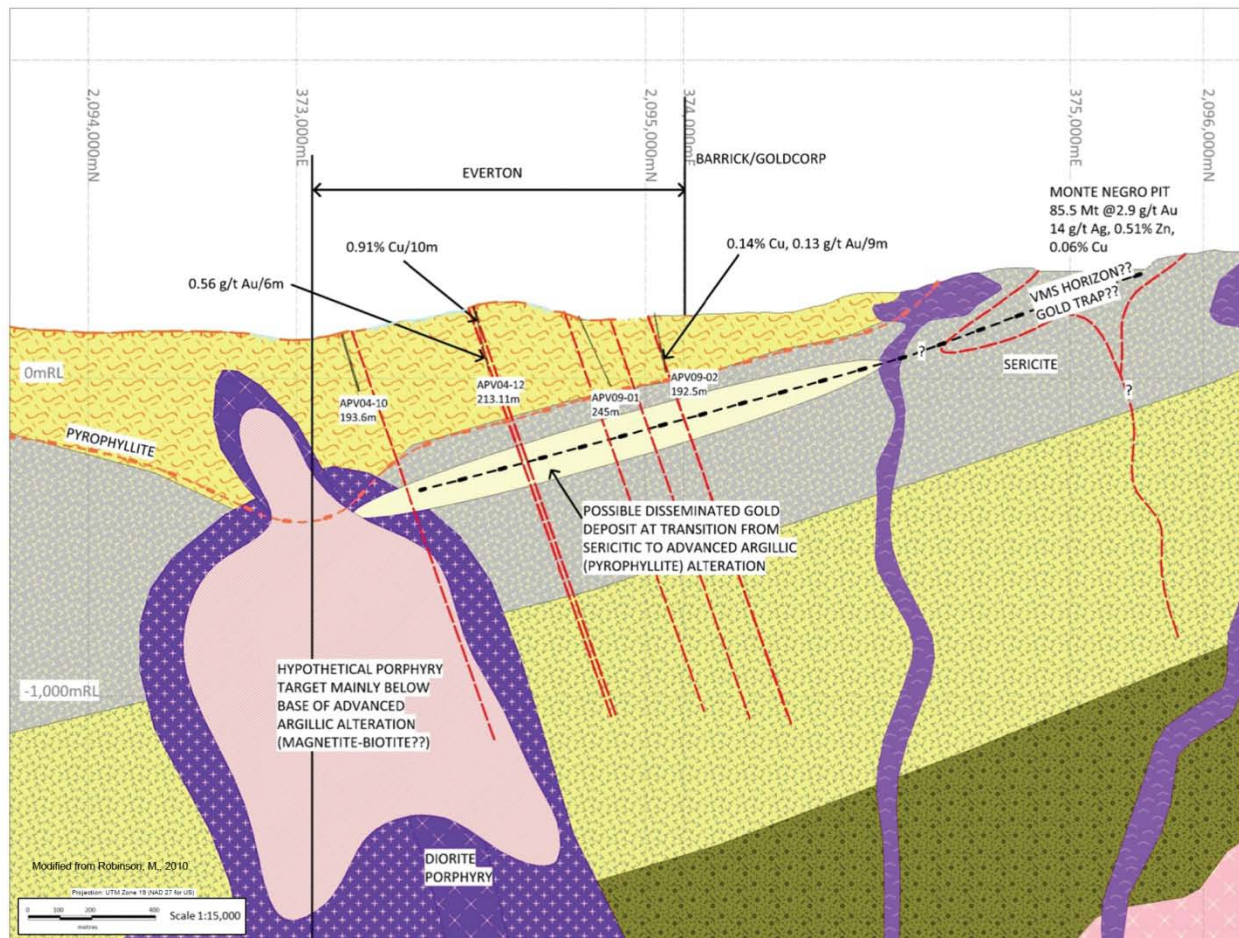 2,094,000mN
373,000mE
2,095,000mN
374,000mE
375,000mE
2,096,000mN
EVERTON
BARRICK/GOLDCORP
MONTE NEGRO PIT
85.5 Mt @2.9 g/t Au
14 g/t Ag, 0.51% Zn,
0.06% Cu
0.91% Cu/10m
0.14% Cu, 0.13 g/t Au/9m
0.56 g/t Au/6m
VMS HORIZON??
GOLD TRAP??
?
SERICITE
?
0mRL
APV04-10
193.6m
APV04-12
213.11m
APV09-01
245m
APV09-02
192.5m
PYROPHYLLITE
POSSIBLE DISSEMINATED GOLD
DEPOSIT AT TRANSITION FROM
SERICITIC TO ADVANCED ARGILLIC
(PYROPHYLLITE) ALTERATION
-1,000mRL
HYPOTHETICAL PORPHYRY
TARGET MAINLY BELOW
BASE OF ADVANCED
ARGILLIC ALTERATION
(MAGNETITE-BIOTITE??)
DIORITE
PORPHYRY
Modified from Robinson, M., 2010.
Projection: UTM Zone 19 (NAD 27 for US)
0 100 200 400
metres
Scale 1:15,000